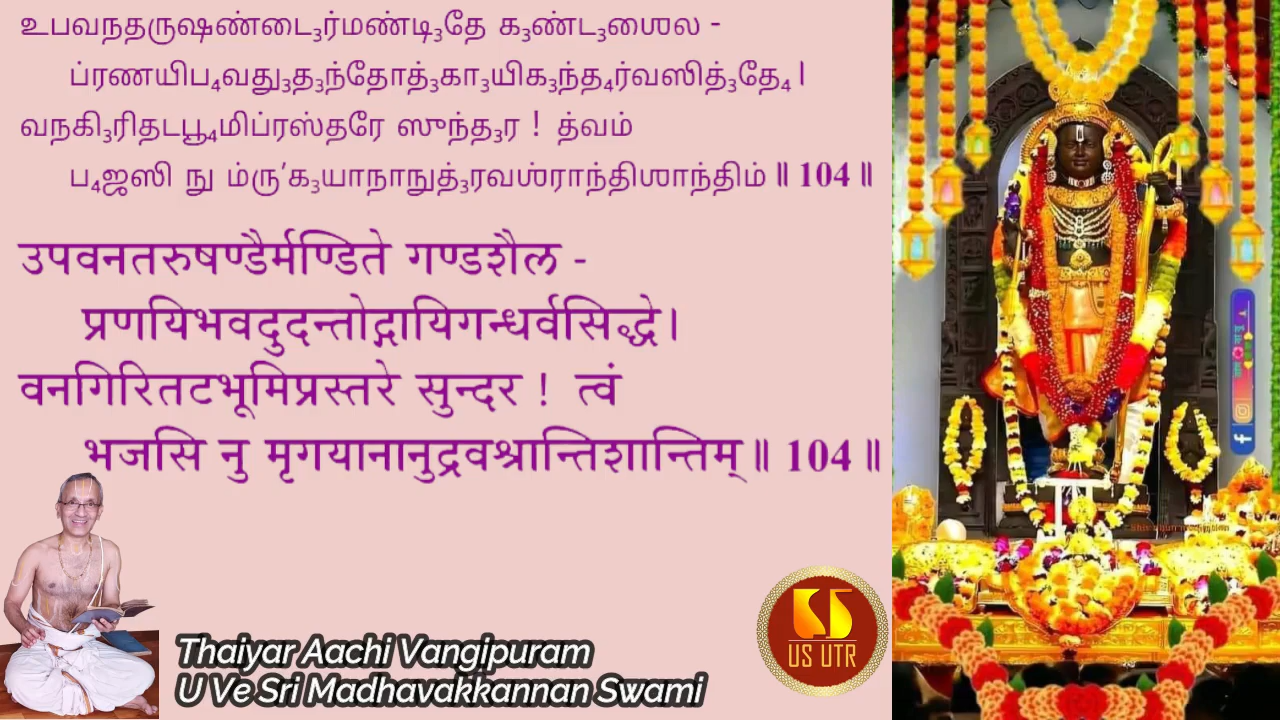 உபவநதருஷண்டை₃ர்மண்டி₃தே க₃ண்ட₃ஶைல -
ப்ரணயிப₄வது₃த₃ந்தோத்₃கா₃யிக₃ந்த₄ர்வஸித்₃தே₄ ।
வநகி₃ரிதடபூ₄மிப்ரஸ்தரே ஸுந்த₃ர ! த்வம்
ப₄ஜஸி நு ம்ரு’க₃யாநாநுத்₃ரவஶ்ராந்திஶாந்திம் ॥ 104 ॥
उपवनतरुषण्डैर्मण्डिते गण्डशैल -
प्रणयिभवदुदन्तोद्गायिगन्धर्वसिद्धे।
वनगिरितटभूमिप्रस्तरे सुन्दर ! त्वं
भजसि नु मृगयानानुद्रवश्रान्तिशान्तिम् ॥ 104 ॥
Thaiyar Aachi Vangipuram
U Ve Sri Madhavakkannan Swami
US UTR